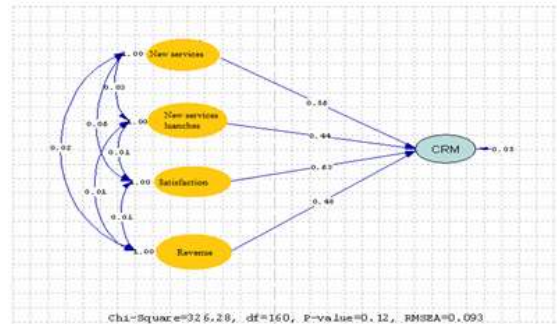 1.00 New services
0.03
0.58
1.00 New services
launches
0.06
0.44
CRM
0.03
0.02
0.01
0.63
1.00 Satisfaction
0.01
0.48
0.01
1.00 Revenue
Chi-Square=326.28, df=160, P-value=0.12, RMSEA=0.093